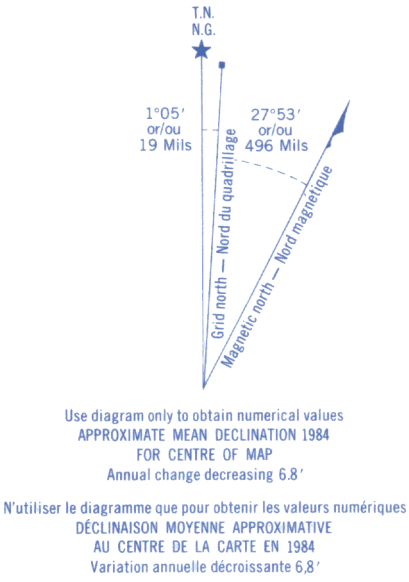 T.N.
N.G.
1°05′
or/ou
19 Mils
27°53′
or/ou
496 Mils
Grid north — Nord du quadrillage
Magnetic north — Nord magnétique
Use diagram only to obtain numerical values
APPROXIMATE MEAN DECLINATION 1984
FOR CENTRE OF MAP
Annual change decreasing 6.8′
N'utiliser le diagramme que pour obtenir les valeurs numériques
DÉCLINAISON MOYENNE APPROXIMATIVE
AU CENTRE DE LA CARTE EN 1984
Variation annuelle décroissante 6,8′